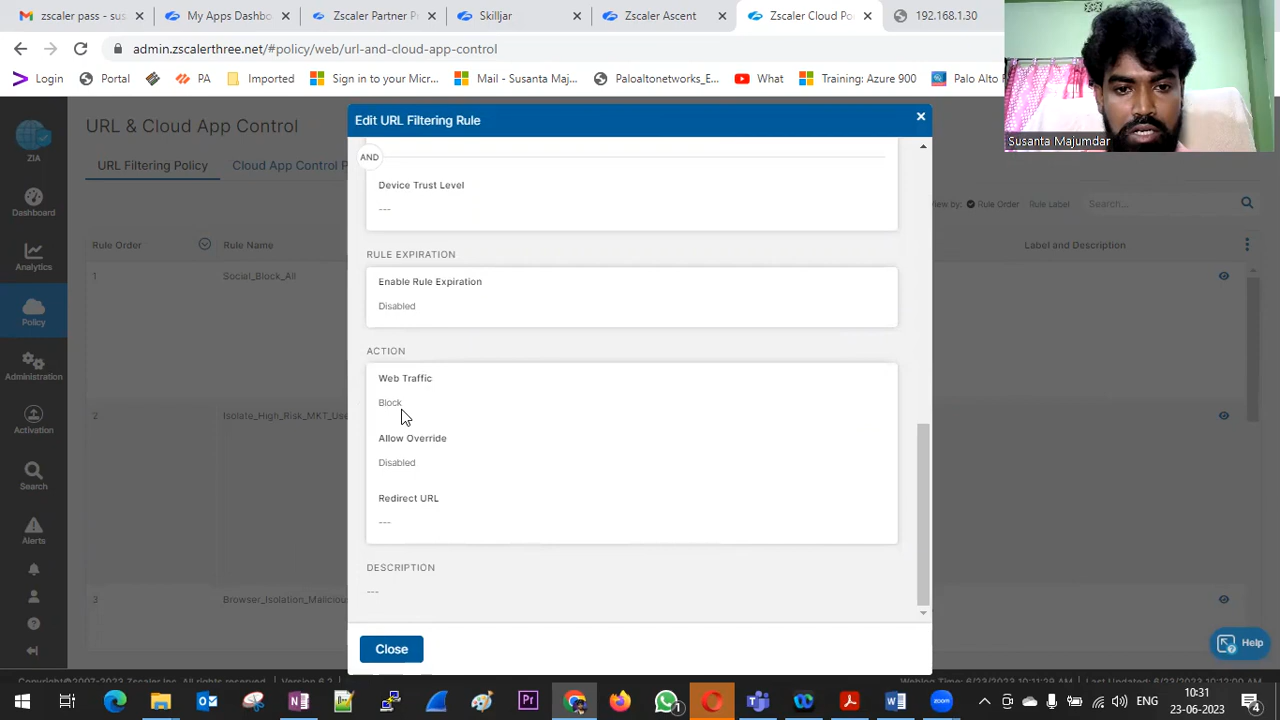 zscaler pass - sus
My Apps Dashbo
Zscaler Partner P
Skilljar
Zscaler Ascent
Zscaler Cloud Po
192.168.1.30
admin.zscalerthree.net/#policy/web/url-and-cloud-app-control
Login
Portal
PA
Imported
Sign to your Micr...
Mail - Susanta Maj...
Paloaltonetworks_E...
What
Training: Azure 900
Palo Alto F
Susanta Majumdar
ZIA
Dashboard
Analytics
Policy
Administration
Activation
Search
Alerts
URL & Cloud App Control
URL Filtering Policy
Cloud App Control P
View by:
Rule Order
Rule Label
Search...
Rule Order
Rule Name
Label and Description
1
Social_Block_All
2
Isolate_High_Risk_MKT_Use
3
Browser_Isolation_Maliciou
Edit URL Filtering Rule
AND
Device Trust Level
---
RULE EXPIRATION
Enable Rule Expiration
Disabled
ACTION
Web Traffic
Block
Allow Override
Disabled
Redirect URL
---
DESCRIPTION
---
Close
Help
Copyright©2007-2023 Zscaler Inc. All rights reserved.
Version 6.2
Weblog Time: 6/23/2023 10:11:29 AM
Last Updated: 6/23/2023 10:12:00 AM
1
ENG
10:31
23-06-2023
4